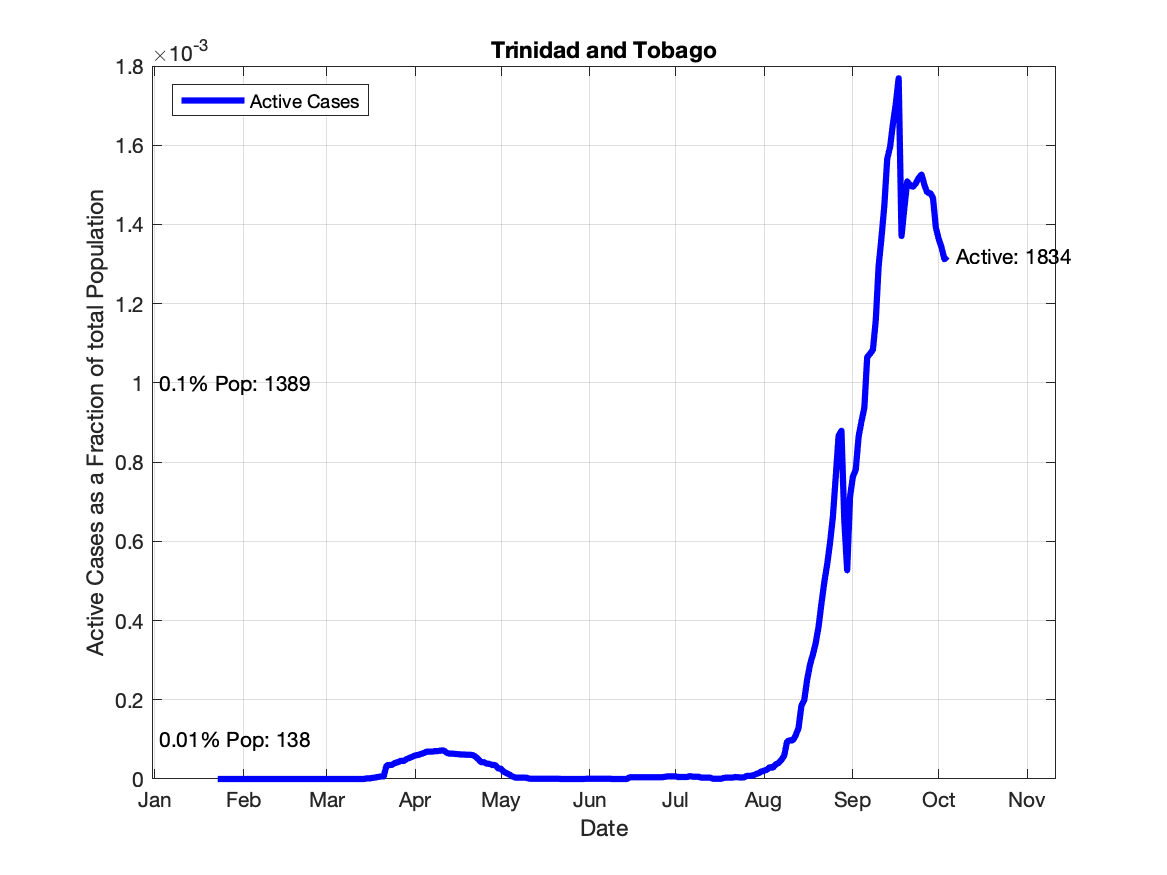 Trinidad and Tobago
×10-3
Active Cases
1.8
1.6
1.4
1.2
1
0.8
0.6
0.4
0.2
0
Active Cases as a Fraction of total Population
Active: 1834
0.1% Pop: 1389
0.01% Pop: 138
Jan Feb Mar Apr May Jun Jul Aug Sep Oct Nov
Date